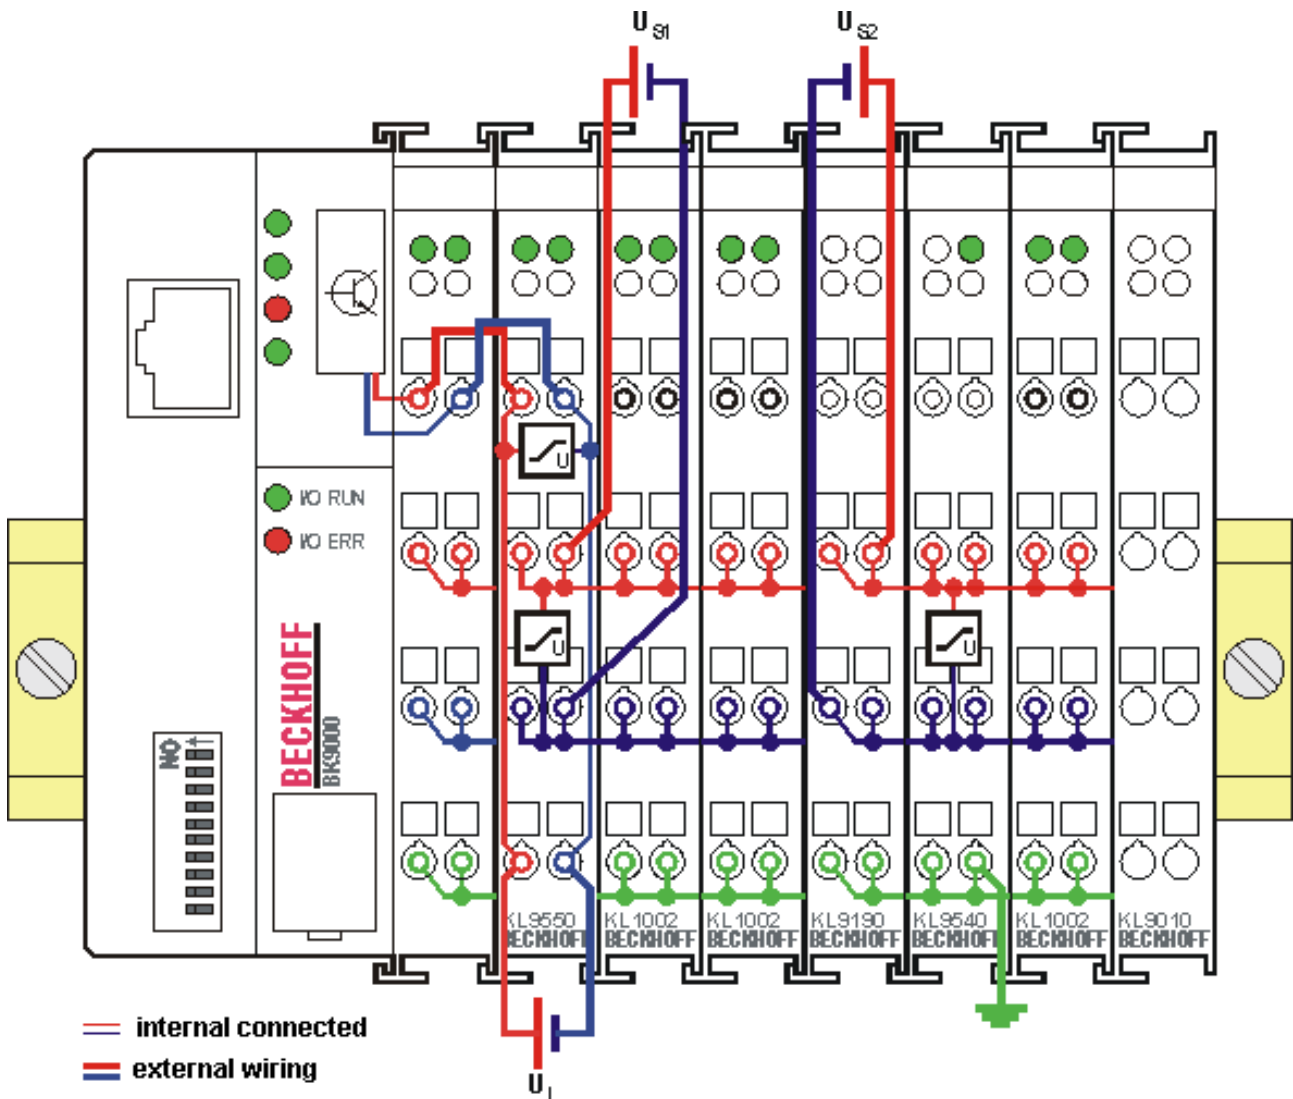 U S1
U S2
I/O RUN
I/O ERR
BECKHOFF
BK9000
NO
U
U
U
KL9550
BECKHOFF
KL1002
BECKHOFF
KL1002
BECKHOFF
KL9190
BECKHOFF
KL9540
BECKHOFF
KL1002
BECKHOFF
KL9010
BECKHOFF
internal connected
external wiring
U L